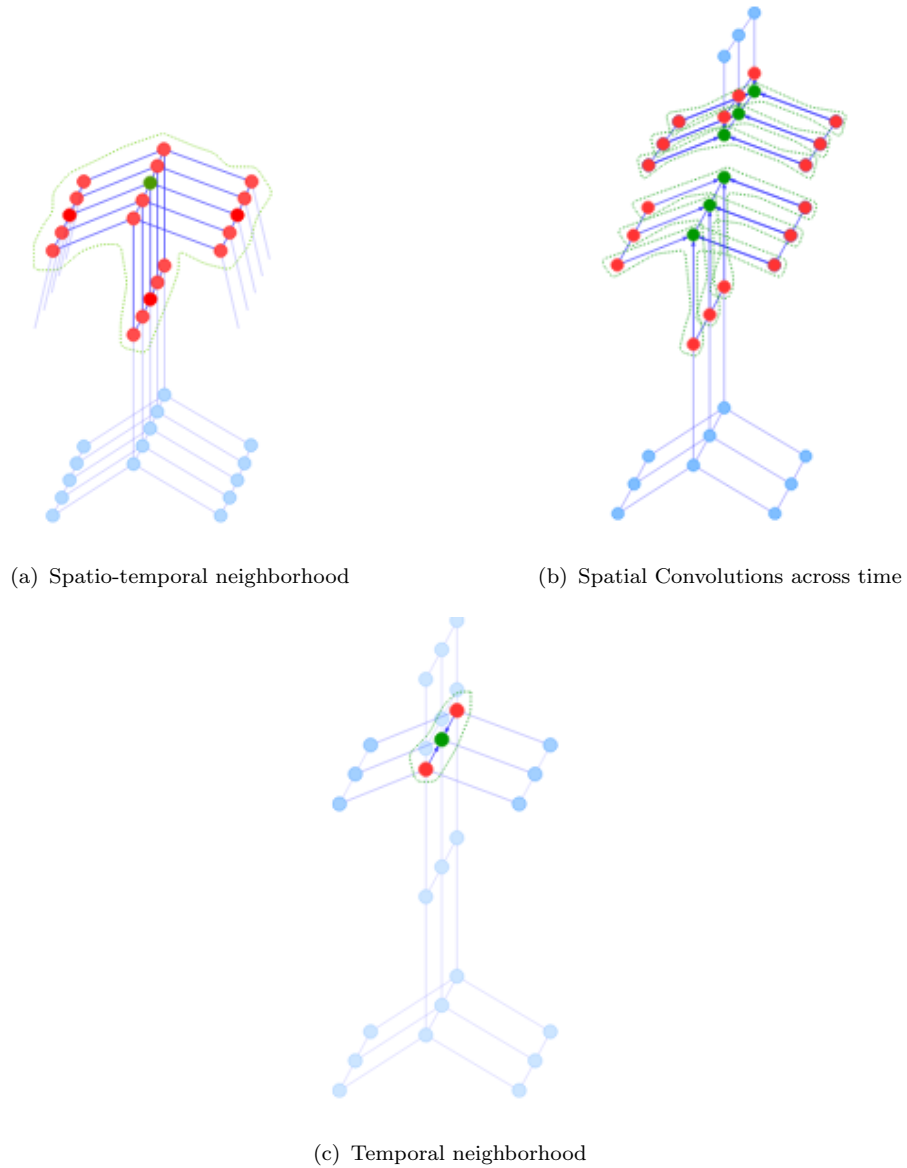 (a) Spatio-temporal neighborhood
(b) Spatial Convolutions across time
(c) Temporal neighborhood